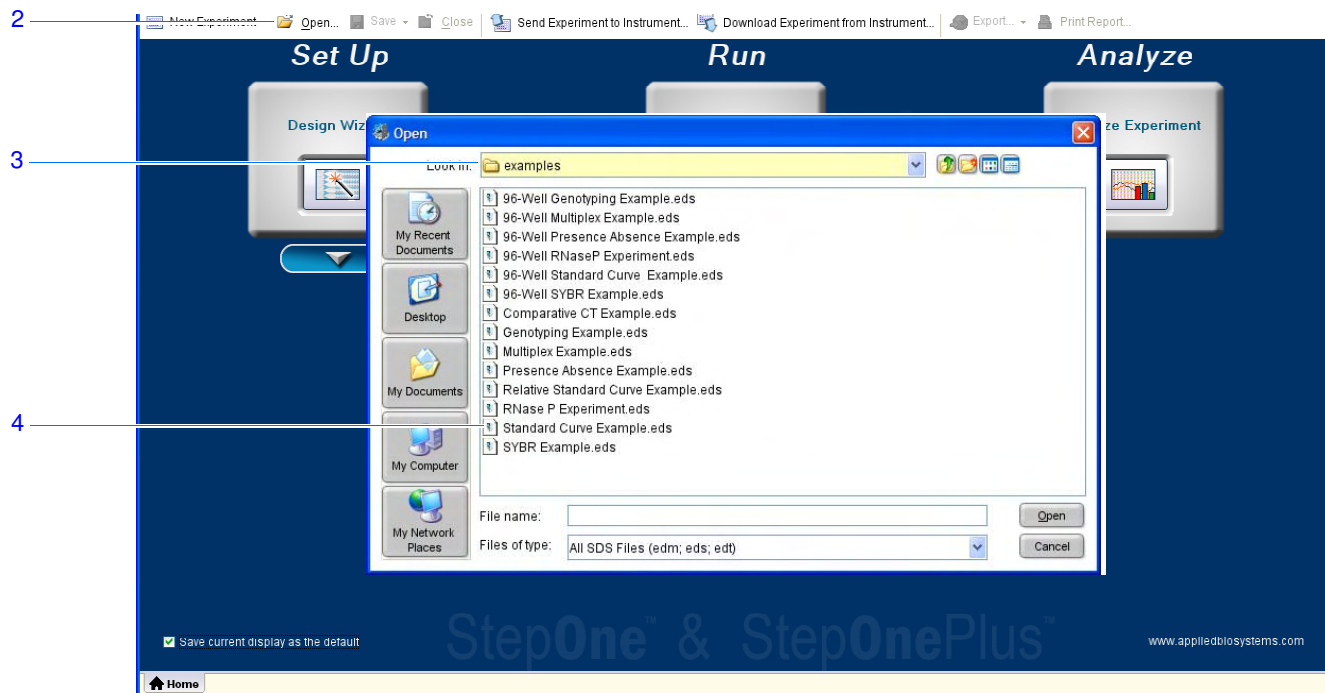 2
New Experiment Open... Save Close Send Experiment to Instrument... Download Experiment from Instrument... Export... Print Report...
Set Up Run Analyze
Design Wiz ze Experiment
Open
3
Look in: examples
96-Well Genotyping Example.eds
96-Well Multiplex Example.eds
96-Well Presence Absence Example.eds
96-Well RNaseP Experiment.eds
96-Well Standard Curve Example.eds
96-Well SYBR Example.eds
Comparative CT Example.eds
Genotyping Example.eds
Multiplex Example.eds
Presence Absence Example.eds
Relative Standard Curve Example.eds
RNase P Experiment.eds
4
Standard Curve Example.eds
SYBR Example.eds
My Recent
Documents
Desktop
My Documents
My Computer
My Network
Places
File name:
Open
Files of type: All SDS Files (edm; eds; edt)
Cancel
StepOne™ & StepOnePlus™
Save current display as the default
www.appliedbiosystems.com
Home